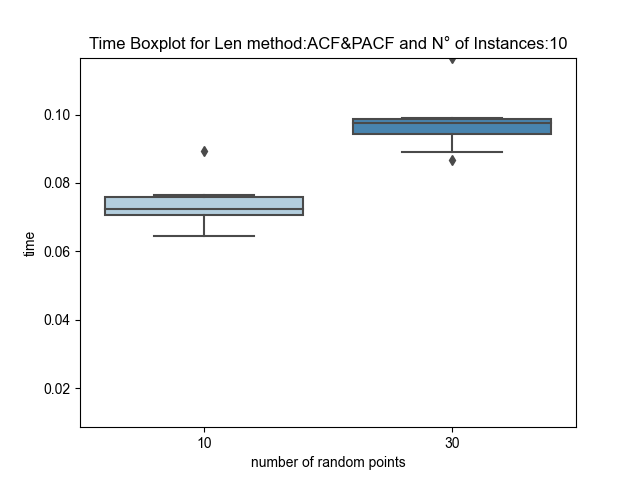 Time Boxplot for Len method:ACF&PACF and N° of Instances:10
0.10
0.08
0.06
0.04
0.02
time
10 30
number of random points